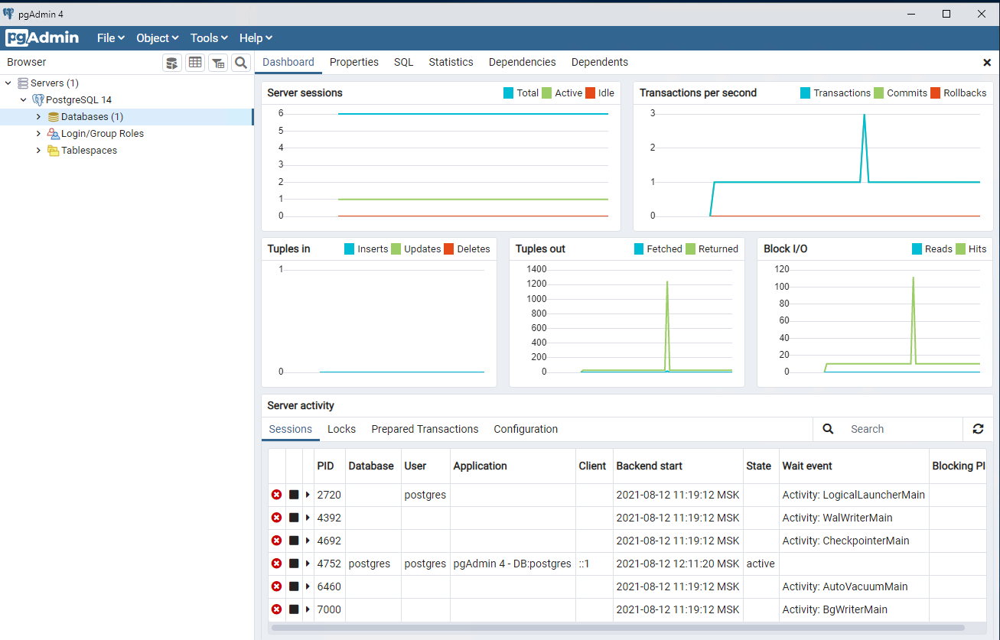 pgAdmin 4
pgAdmin File Object Tools Help
Browser
Dashboard Properties SQL Statistics Dependencies Dependents
Servers (1)
PostgreSQL 14
Databases (1)
Login/Group Roles
Tablespaces
Server sessions Total Active Idle
6
5
4
3
2
1
0
Transactions per second Transactions Commits Rollbacks
3
2
1
0
Tuples in Inserts Updates Deletes
1
0
Tuples out Fetched Returned
1400
1200
1000
800
600
400
200
0
Block I/O Reads Hits
120
100
80
60
40
20
0
Server activity
Sessions Locks Prepared Transactions Configuration Search
PID Database User Application Client Backend start State Wait event Blocking PI
2720 postgres 2021-08-12 11:19:12 MSK Activity: LogicalLauncherMain
4392 2021-08-12 11:19:12 MSK Activity: WalWriterMain
4692 2021-08-12 11:19:12 MSK Activity: CheckpointerMain
4752 postgres postgres pgAdmin 4 - DB:postgres ::1 2021-08-12 12:11:20 MSK active
6460 2021-08-12 11:19:12 MSK Activity: AutoVacuumMain
7000 2021-08-12 11:19:12 MSK Activity: BgWriterMain